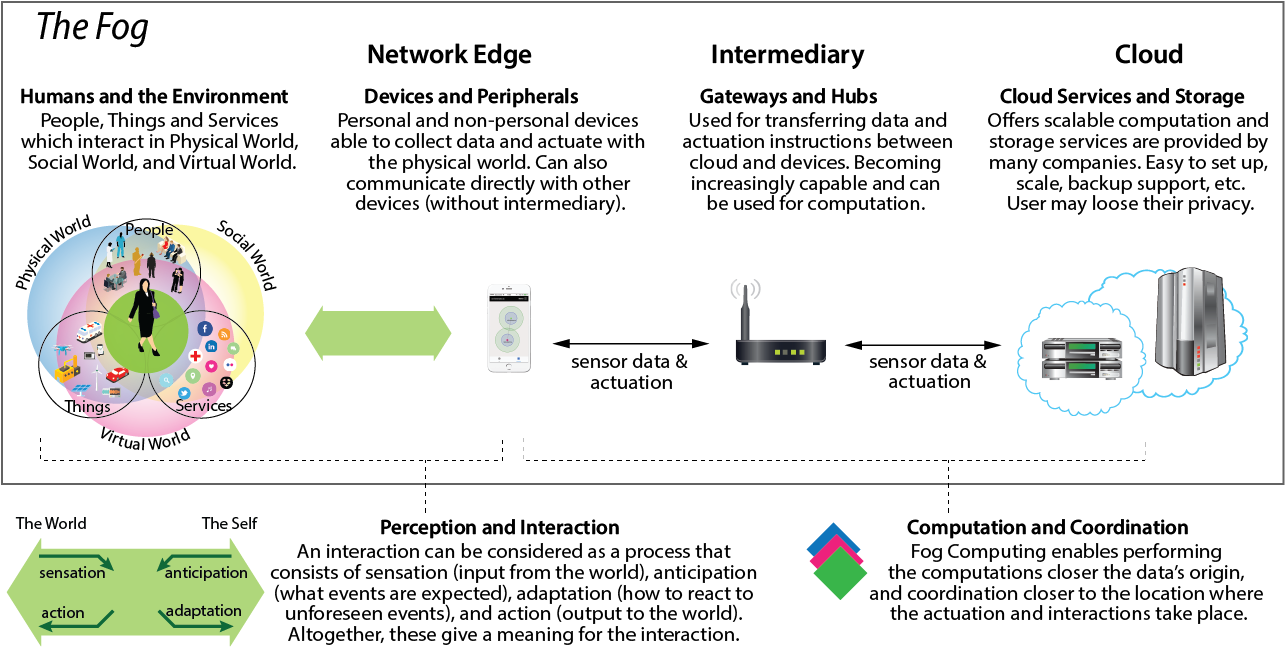 The Fog
Network Edge
Intermediary
Cloud
Humans and the Environment
People, Things and Services
which interact in Physical World,
Social World, and Virtual World.
Devices and Peripherals
Personal and non-personal devices
able to collect data and actuate with
the physical world. Can also
communicate directly with other
devices (without intermediary).
Gateways and Hubs
Used for transferring data and
actuation instructions between
cloud and devices. Becoming
increasingly capable and can
be used for computation.
Cloud Services and Storage
Offers scalable computation and
storage services are provided by
many companies. Easy to set up,
scale, backup support, etc.
User may loose their privacy.
Physical World
People
Social World
Things
Services
Virtual World
sensor data &
actuation
sensor data &
actuation
The World
The Self
sensation
anticipation
action
adaptation
Perception and Interaction
An interaction can be considered as a process that
consists of sensation (input from the world), anticipation
(what events are expected), adaptation (how to react to
unforeseen events), and action (output to the world).
Altogether, these give a meaning for the interaction.
Computation and Coordination
Fog Computing enables performing
the computations closer the data's origin,
and coordination closer to the location where
the actuation and interactions take place.